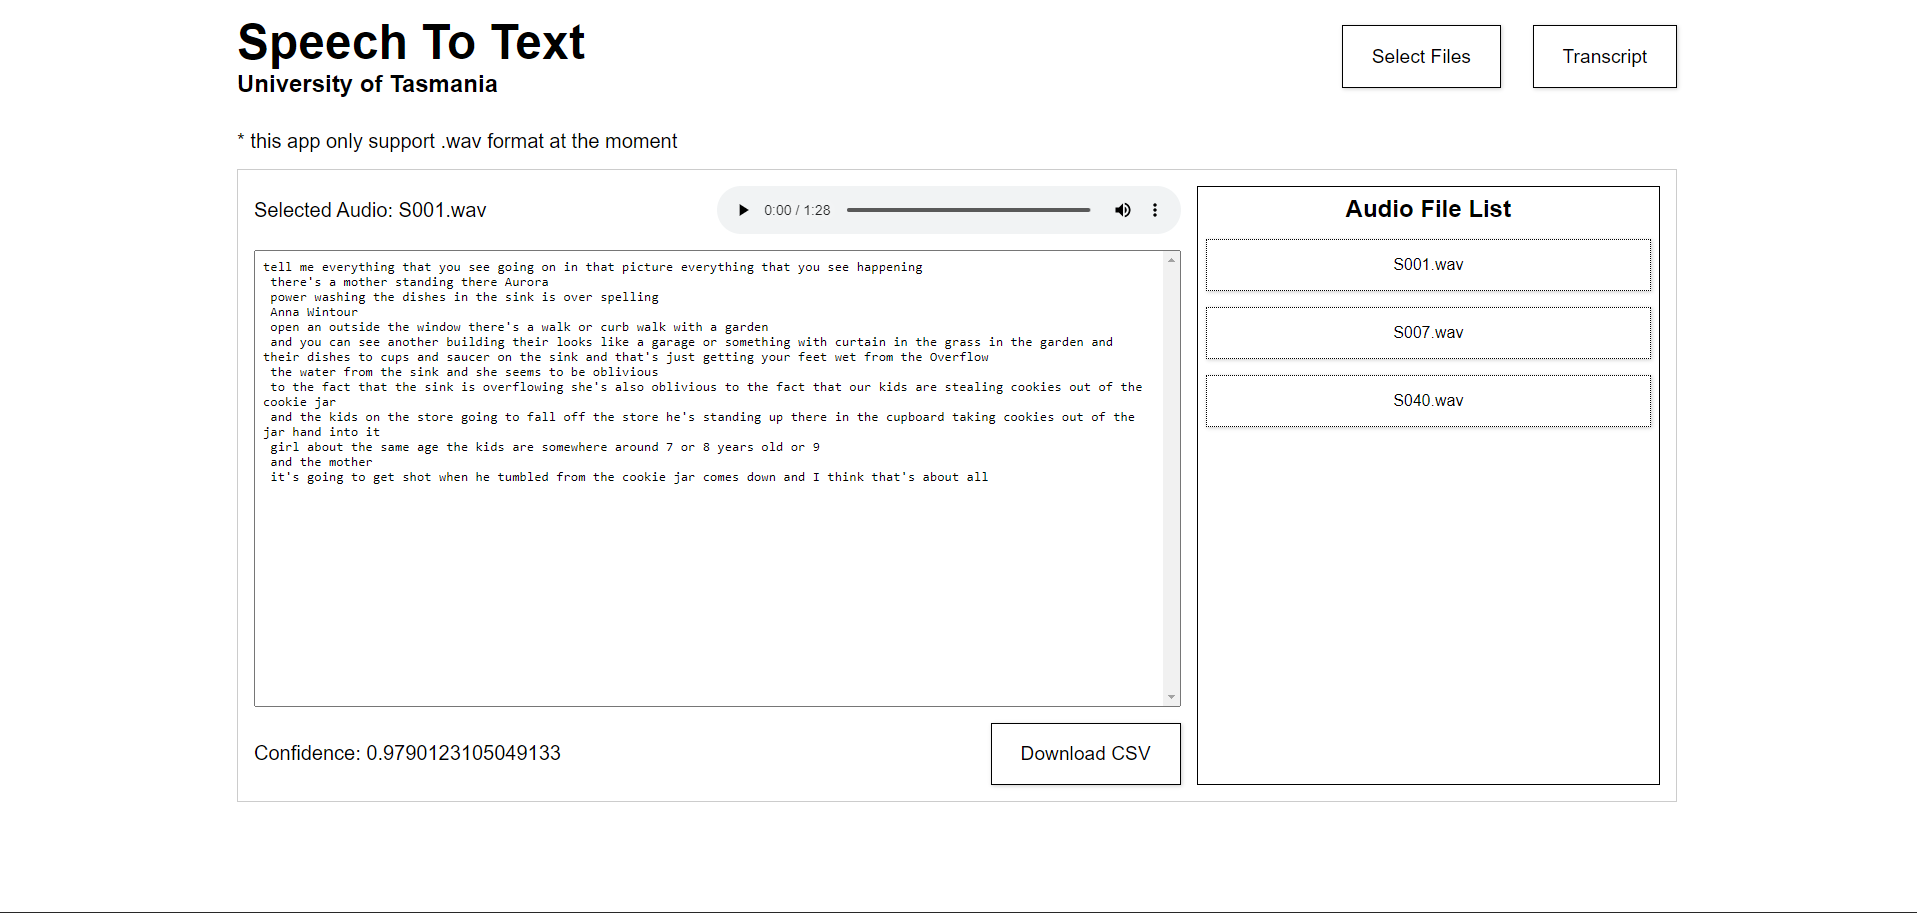 Speech To Text
University of Tasmania
Select Files
Transcript
* this app only support .wav format at the moment
Selected Audio: S001.wav
0:00 / 1:28
tell me everything that you see going on in that picture everything that you see happening
there's a mother standing there Aurora
power washing the dishes in the sink is over spelling
Anna Wintour
open an outside the window there's a walk or curb walk with a garden
and you can see another building their looks like a garage or something with curtain in the grass in the garden and
their dishes to cups and saucer on the sink and that's just getting your feet wet from the Overflow
the water from the sink and she seems to be oblivious
to the fact that the sink is overflowing she's also oblivious to the fact that our kids are stealing cookies out of the
cookie jar
and the kids on the store going to fall off the store he's standing up there in the cupboard taking cookies out of the
jar hand into it
girl about the same age the kids are somewhere around 7 or 8 years old or 9
and the mother
it's going to get shot when he tumbled from the cookie jar comes down and I think that's about all
Confidence: 0.9790123105049133
Download CSV
Audio File List
S001.wav
S007.wav
S040.wav